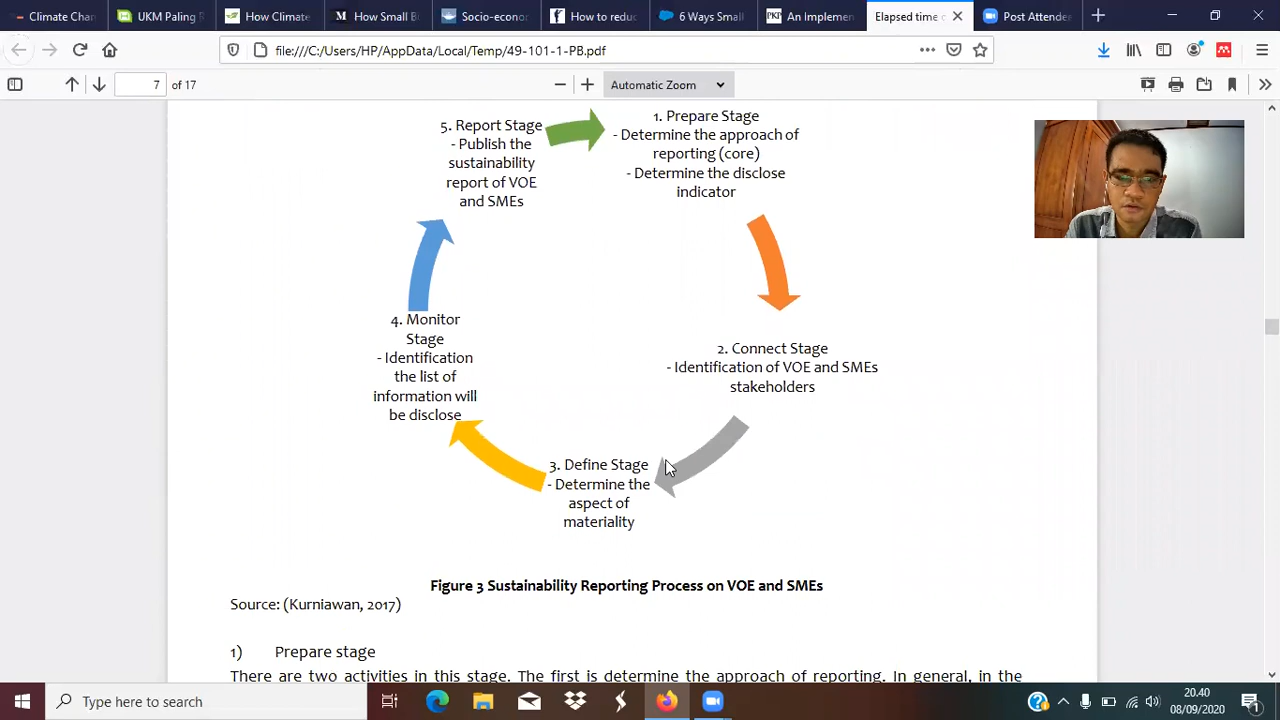 Climate Chan
UKM Paling R
How Climate
How Small B
Socio-econor
How to reduc
6 Ways Small
An Implemen
Elapsed time o
Post Attende
file:///C:/Users/HP/AppData/Local/Temp/49-101-1-PB.pdf
7 of 17
Automatic Zoom
5. Report Stage
- Publish the
sustainability
report of VOE
and SMEs
1. Prepare Stage
- Determine the approach of
reporting (core)
- Determine the disclose
indicator
2. Connect Stage
- Identification of VOE and SMEs
stakeholders
3. Define Stage
- Determine the
aspect of
materiality
4. Monitor
Stage
- Identification
the list of
information will
be disclose
Figure 3 Sustainability Reporting Process on VOE and SMEs
Source: (Kurniawan, 2017)
1) Prepare stage
There are two activities in this stage. The first is determine the approach of reporting. In general, in the
Type here to search
20.40
08/09/2020